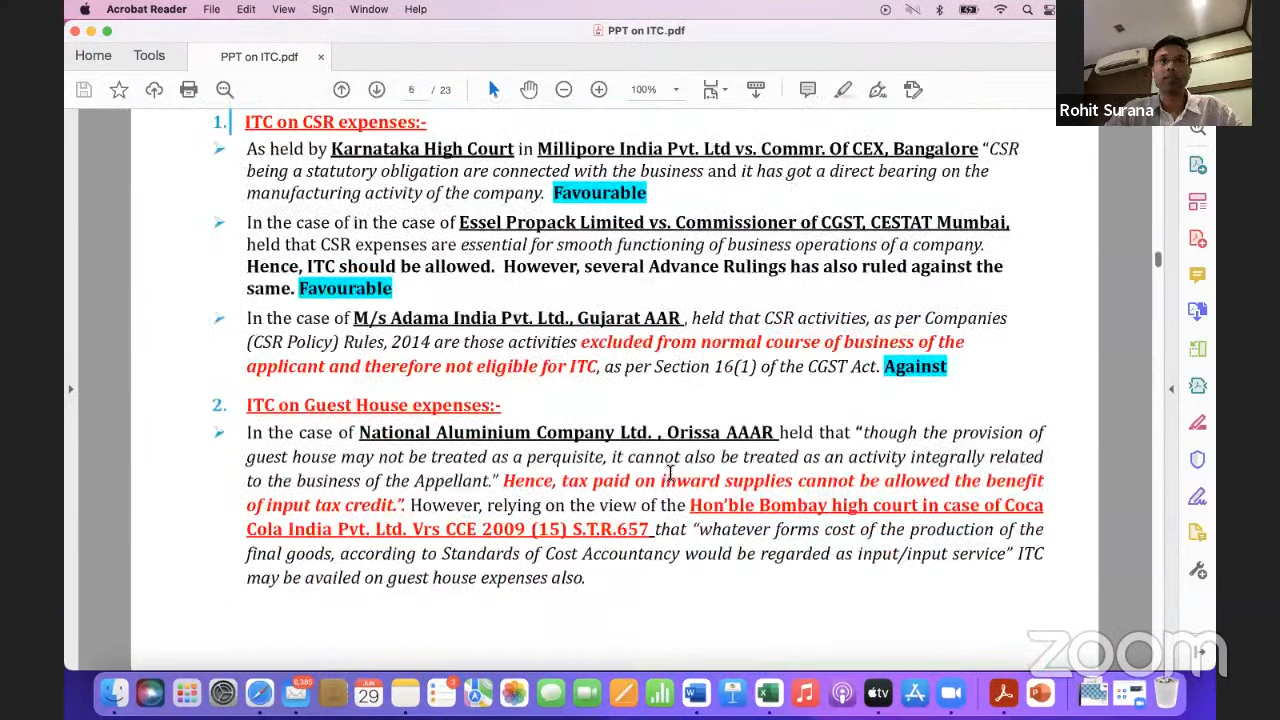 Acrobat Reader File Edit View Sign Window Help
PPT on ITC.pdf
Home Tools PPT on ITC.pdf ×
6 / 23 100%
Rohit Surana
1. ITC on CSR expenses:-
As held by Karnataka High Court in Millipore India Pvt. Ltd vs. Commr. Of CEX, Bangalore “CSR
being a statutory obligation are connected with the business and it has got a direct bearing on the
manufacturing activity of the company. Favourable
In the case of in the case of Essel Propack Limited vs. Commissioner of CGST, CESTAT Mumbai,
held that CSR expenses are essential for smooth functioning of business operations of a company.
Hence, ITC should be allowed. However, several Advance Rulings has also ruled against the
same. Favourable
In the case of M/s Adama India Pvt. Ltd., Gujarat AAR , held that CSR activities, as per Companies
(CSR Policy) Rules, 2014 are those activities excluded from normal course of business of the
applicant and therefore not eligible for ITC, as per Section 16(1) of the CGST Act. Against
2. ITC on Guest House expenses:-
In the case of National Aluminium Company Ltd. , Orissa AAAR held that “though the provision of
guest house may not be treated as a perquisite, it cannot also be treated as an activity integrally related
to the business of the Appellant.” Hence, tax paid on inward supplies cannot be allowed the benefit
of input tax credit.”. However, relying on the view of the Hon’ble Bombay high court in case of Coca
Cola India Pvt. Ltd. Vrs CCE 2009 (15) S.T.R.657 that “whatever forms cost of the production of the
final goods, according to Standards of Cost Accountancy would be regarded as input/input service” ITC
may be availed on guest house expenses also.
zoom
6,385
JUN
29
3
tv